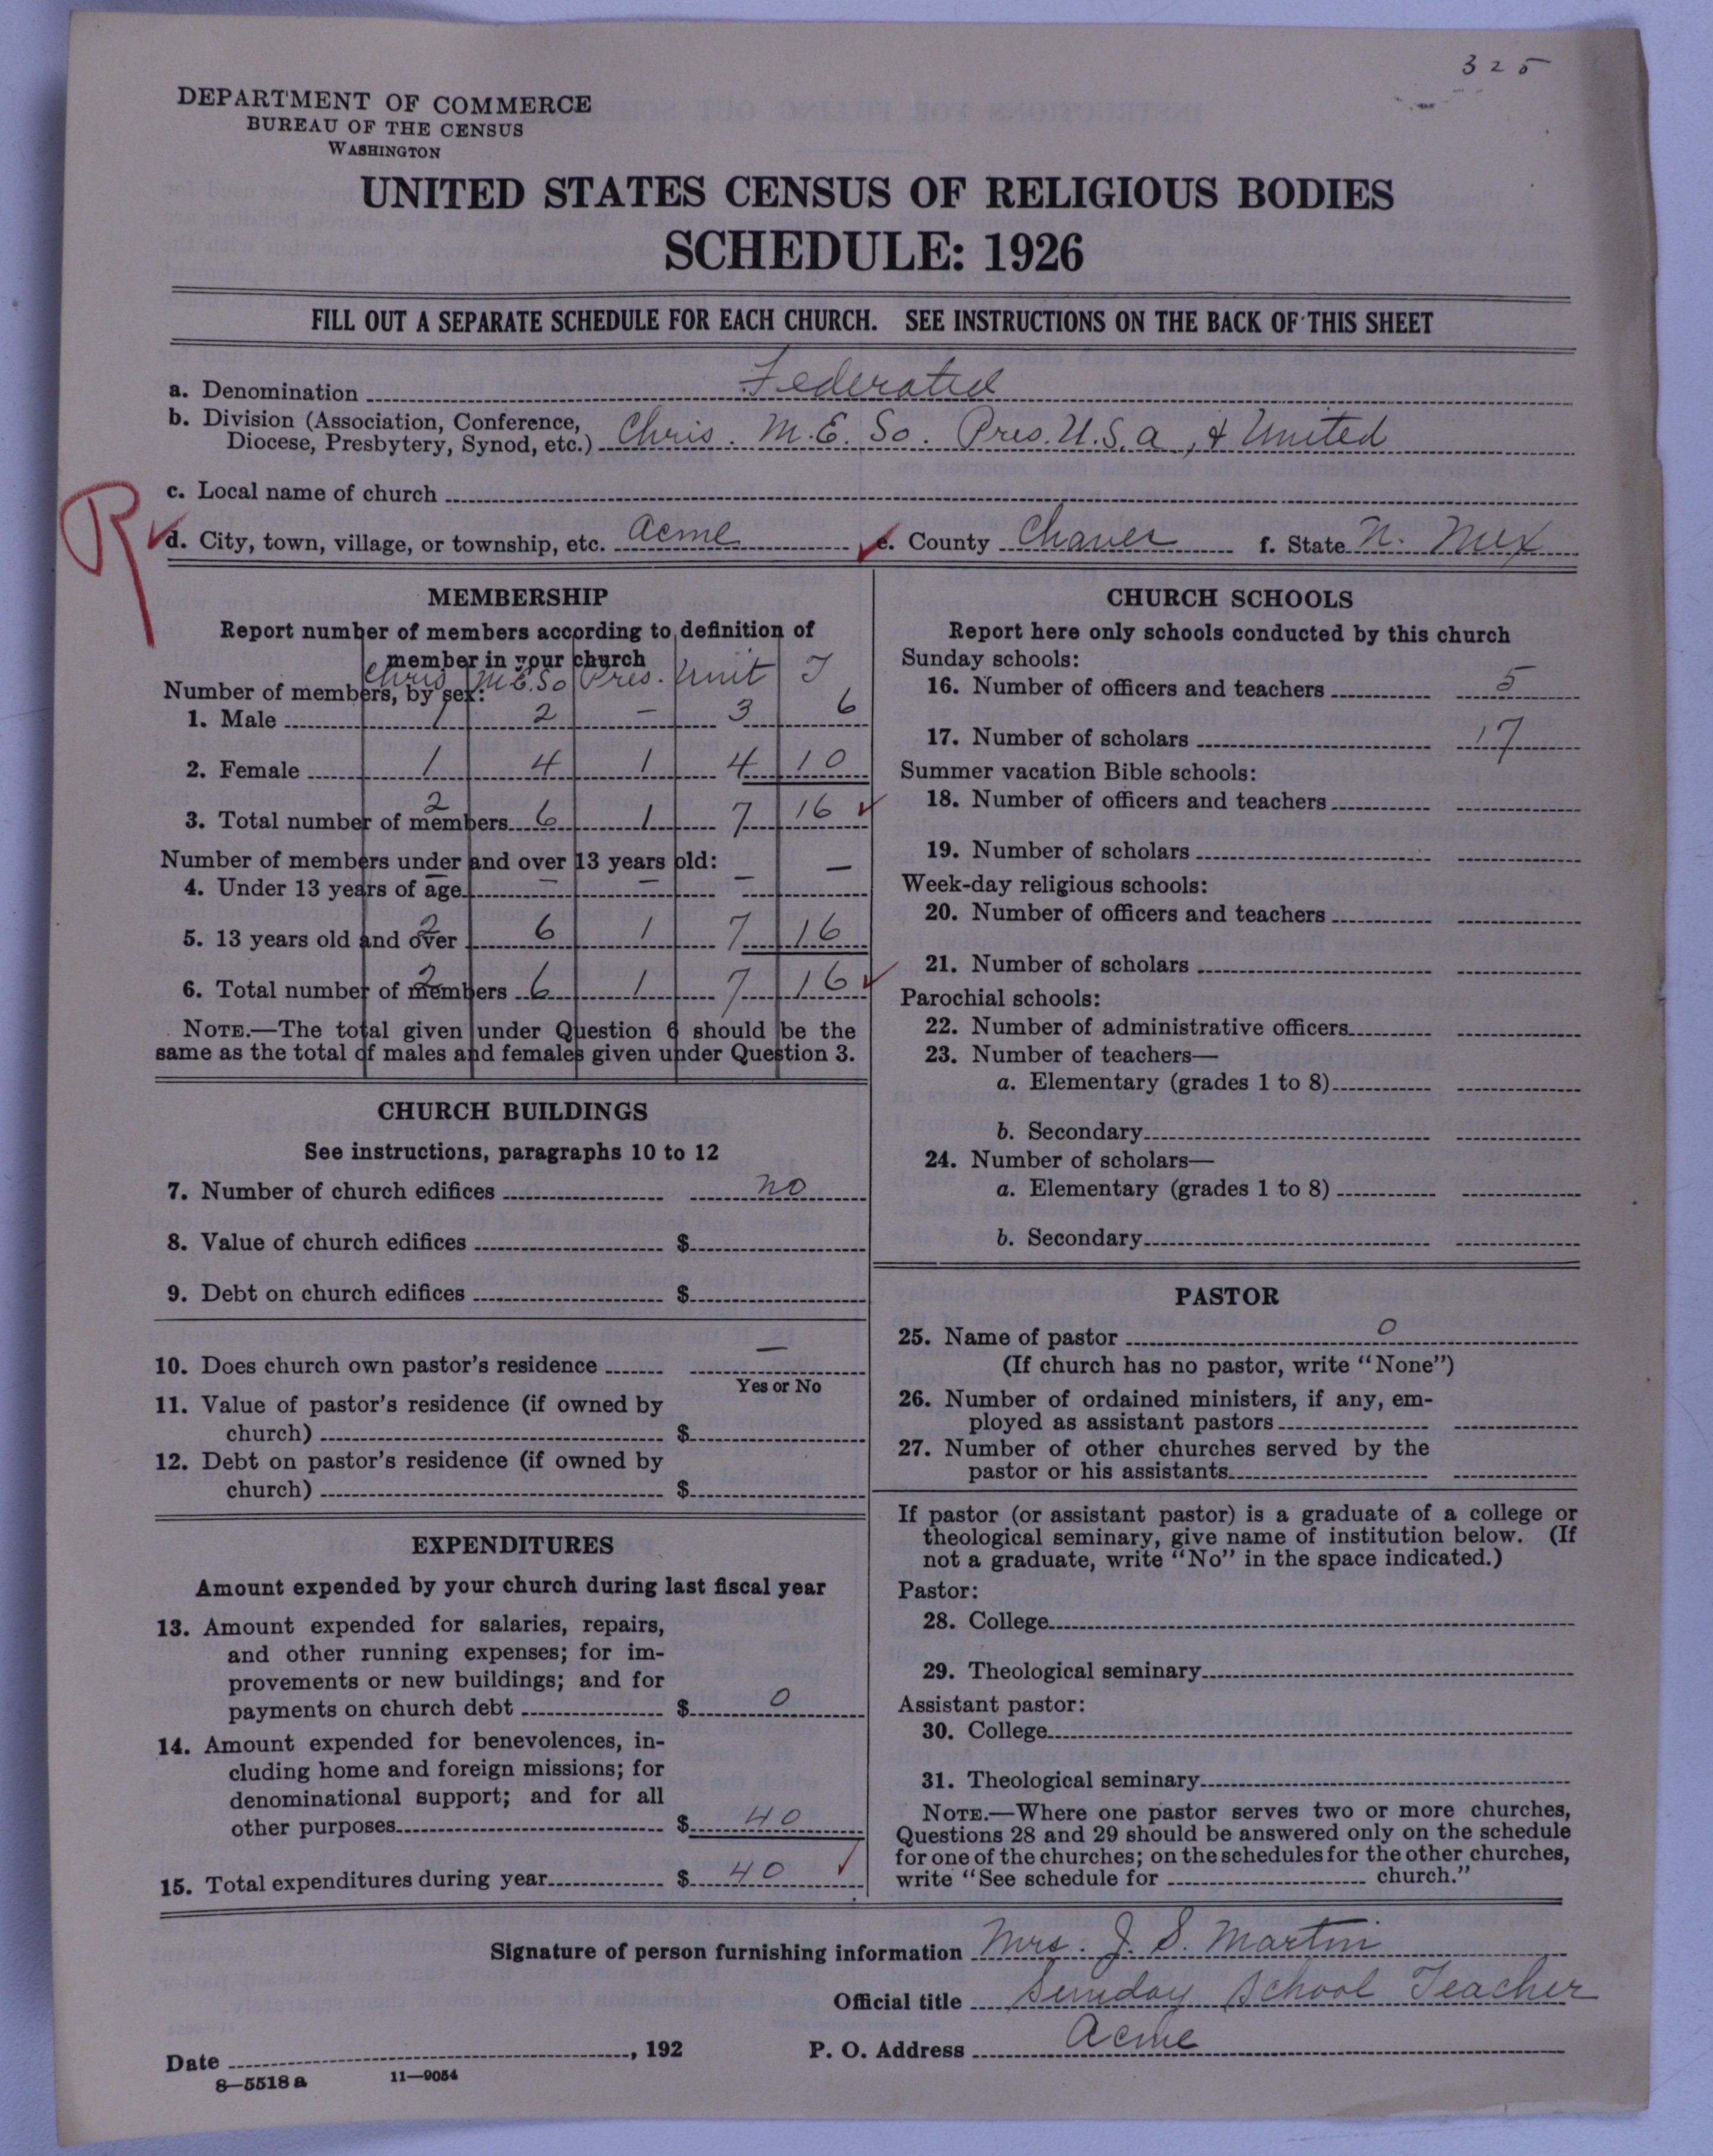 325
DEPARTMENT OF COMMERCE
BUREAU OF THE CENSUS
WASHINGTON
UNITED STATES CENSUS OF RELIGIOUS BODIES
SCHEDULE: 1926
FILL OUT A SEPARATE SCHEDULE FOR EACH CHURCH. SEE INSTRUCTIONS ON THE BACK OF THIS SHEET
a. Denomination Federated
b. Division (Association, Conference,
Diocese, Presbytery, Synod, etc.) Chris. M.E. So. Pres. U.S.a, & United
c. Local name of church
R
d. City, town, village, or township, etc. Acme e. County Chaves f. State N. Mex
MEMBERSHIP
Report number of members according to definition of
member in your church
Chris M.E.So Pres. Unit T
Number of members, by sex:
1. Male 1 2 – 3 6
2. Female 1 4 1 4 10
3. Total number of members 2 6 1 7 16
Number of members under and over 13 years old:
4. Under 13 years of age – – – – –
5. 13 years old and over 2 6 1 7 16
6. Total number of members 2 6 1 7 16
NOTE.—The total given under Question 6 should be the
same as the total of males and females given under Question 3.
CHURCH BUILDINGS
See instructions, paragraphs 10 to 12
7. Number of church edifices no
8. Value of church edifices $
9. Debt on church edifices $
10. Does church own pastor's residence —
Yes or No
11. Value of pastor's residence (if owned by
church) $
12. Debt on pastor's residence (if owned by
church) $
EXPENDITURES
Amount expended by your church during last fiscal year
13. Amount expended for salaries, repairs,
and other running expenses; for im-
provements or new buildings; and for
payments on church debt $ 0
14. Amount expended for benevolences, in-
cluding home and foreign missions; for
denominational support; and for all
other purposes $ 40
15. Total expenditures during year $ 40
CHURCH SCHOOLS
Report here only schools conducted by this church
Sunday schools:
16. Number of officers and teachers 5
17. Number of scholars 17
Summer vacation Bible schools:
18. Number of officers and teachers
19. Number of scholars
Week-day religious schools:
20. Number of officers and teachers
21. Number of scholars
Parochial schools:
22. Number of administrative officers
23. Number of teachers—
a. Elementary (grades 1 to 8)
b. Secondary
24. Number of scholars—
a. Elementary (grades 1 to 8)
b. Secondary
PASTOR
25. Name of pastor 0
(If church has no pastor, write "None")
26. Number of ordained ministers, if any, em-
ployed as assistant pastors
27. Number of other churches served by the
pastor or his assistants
If pastor (or assistant pastor) is a graduate of a college or
theological seminary, give name of institution below. (If
not a graduate, write "No" in the space indicated.)
Pastor:
28. College
29. Theological seminary
Assistant pastor:
30. College
31. Theological seminary
NOTE.—Where one pastor serves two or more churches,
Questions 28 and 29 should be answered only on the schedule
for one of the churches; on the schedules for the other churches,
write "See schedule for church."
Signature of person furnishing information Mrs. J. S. Martin
Official title Sunday School Teacher
Date , 192 P. O. Address Acme
8—5518 a 11—9054